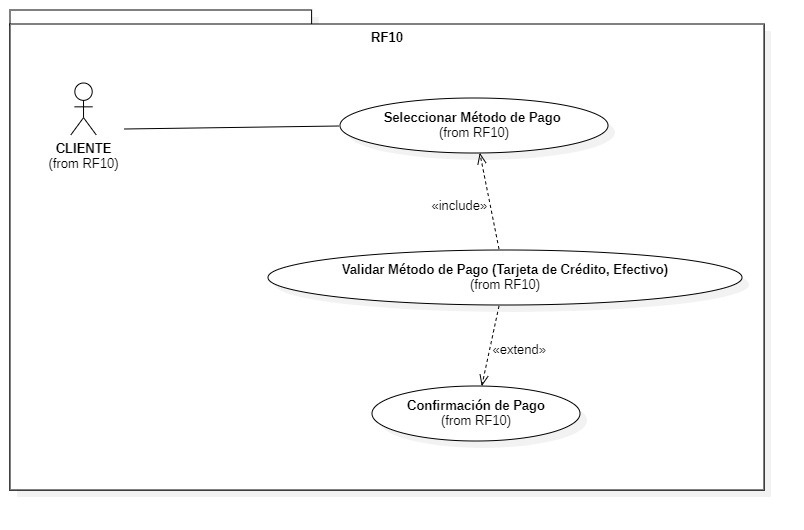 RF10
CLIENTE
(from RF10)
Seleccionar Método de Pago
(from RF10)
«include»
Validar Método de Pago (Tarjeta de Crédito, Efectivo)
(from RF10)
«extend»
Confirmación de Pago
(from RF10)